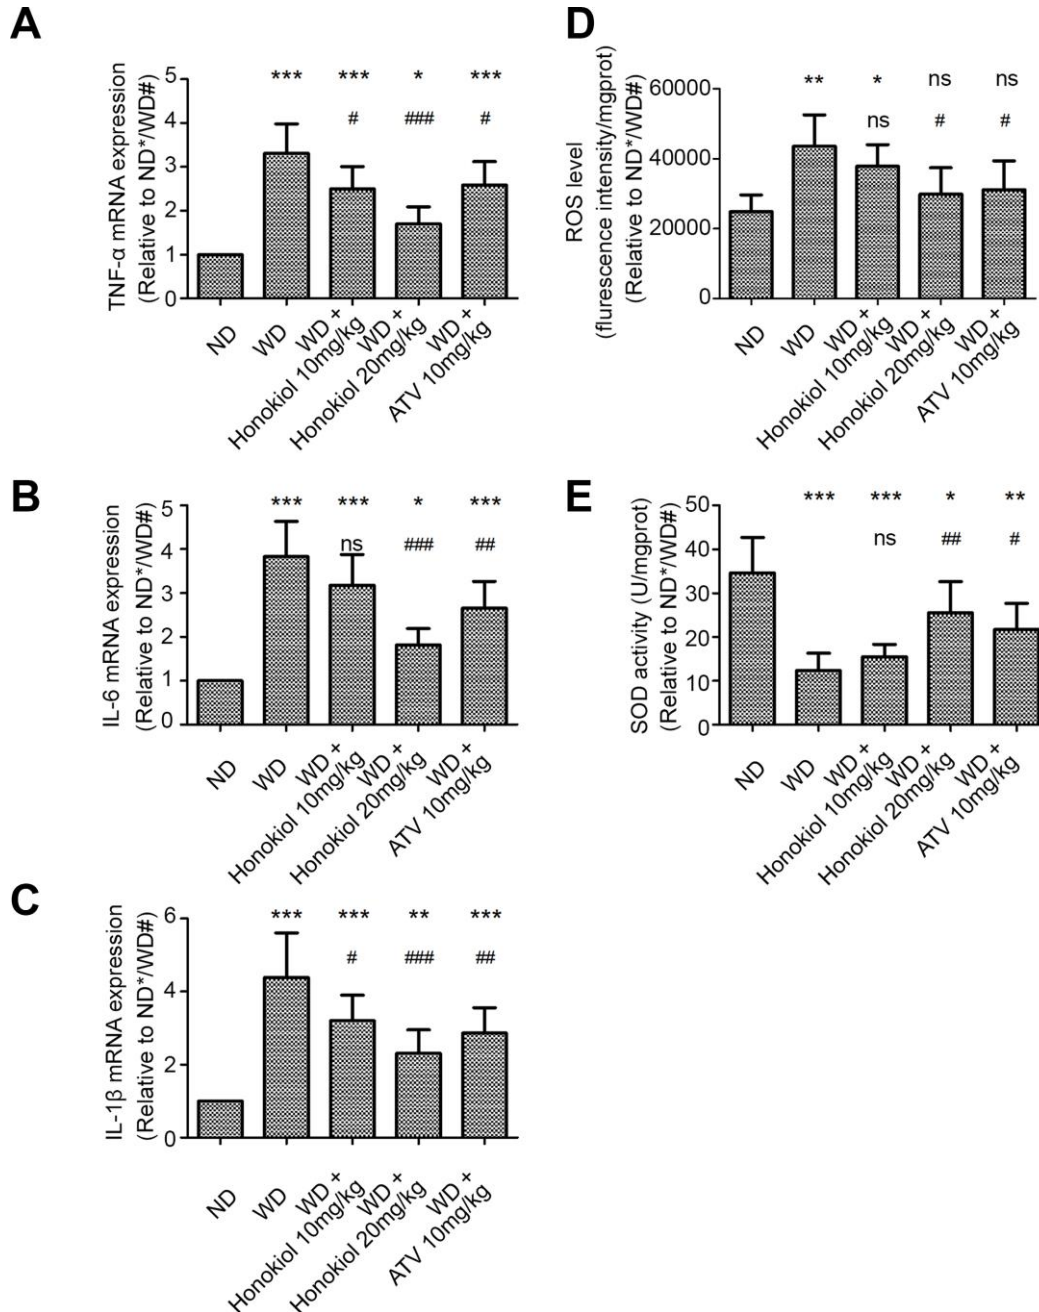 A
TNF-α mRNA expression
(Relative to ND*/WD#)
5
4
3
2
1
0
*** *** * ***
# ### #
ND
WD
WD +
Honokiol 10mg/kg
WD +
Honokiol 20mg/kg
WD +
ATV 10mg/kg
B
IL-6 mRNA expression
(Relative to ND*/WD#)
5
4
3
2
1
0
*** *** * ***
ns ### ##
ND
WD
WD +
Honokiol 10mg/kg
WD +
Honokiol 20mg/kg
WD +
ATV 10mg/kg
C
IL-1β mRNA expression
(Relative to ND*/WD#)
6
4
2
0
*** *** ** ***
# ### ##
ND
WD
WD +
Honokiol 10mg/kg
WD +
Honokiol 20mg/kg
WD +
ATV 10mg/kg
D
ROS level
(flurescence intensity/mgprot)
(Relative to ND*/WD#)
60000
40000
20000
0
** * ns ns
ns # #
ND
WD
WD +
Honokiol 10mg/kg
WD +
Honokiol 20mg/kg
WD +
ATV 10mg/kg
E
SOD activity (U/mgprot)
(Relative to ND*/WD#)
50
40
30
20
10
0
*** *** * **
ns ## #
ND
WD
WD +
Honokiol 10mg/kg
WD +
Honokiol 20mg/kg
WD +
ATV 10mg/kg